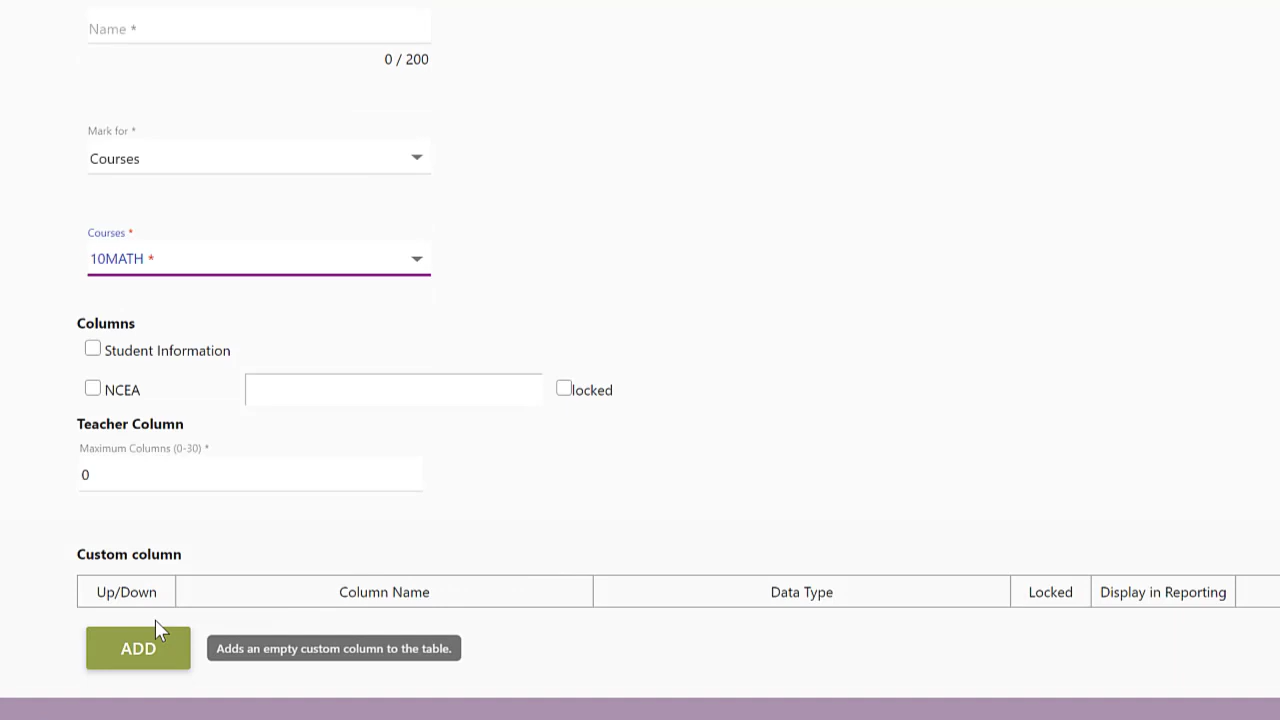 Name *
0 / 200
Mark for *
Courses
Courses *
10MATH *
Columns
Student Information
NCEA
locked
Teacher Column
Maximum Columns (0-30) *
0
Custom column
Up/Down Column Name Data Type Locked Display in Reporting
ADD Adds an empty custom column to the table.